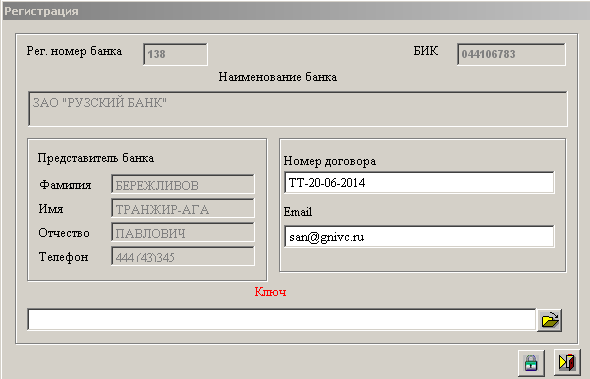 Регистрация
Рег. номер банка 138 БИК 044106783
Наименование банка
ЗАО "РУЗСКИЙ БАНК"
Представитель банка
Фамилия БЕРЕЖЛИВОВ
Имя ТРАНЖИР-АГА
Отчество ПАВЛОВИЧ
Телефон 444 (43)345
Номер договора
ТТ-20-06-2014
Email
san@gnivc.ru
Ключ